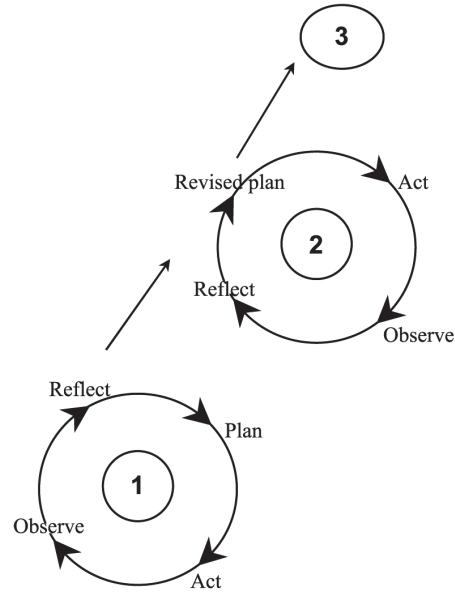 3
Revised plan
Act
2
Reflect
Observe
Reflect
Plan
1
Observe
Act